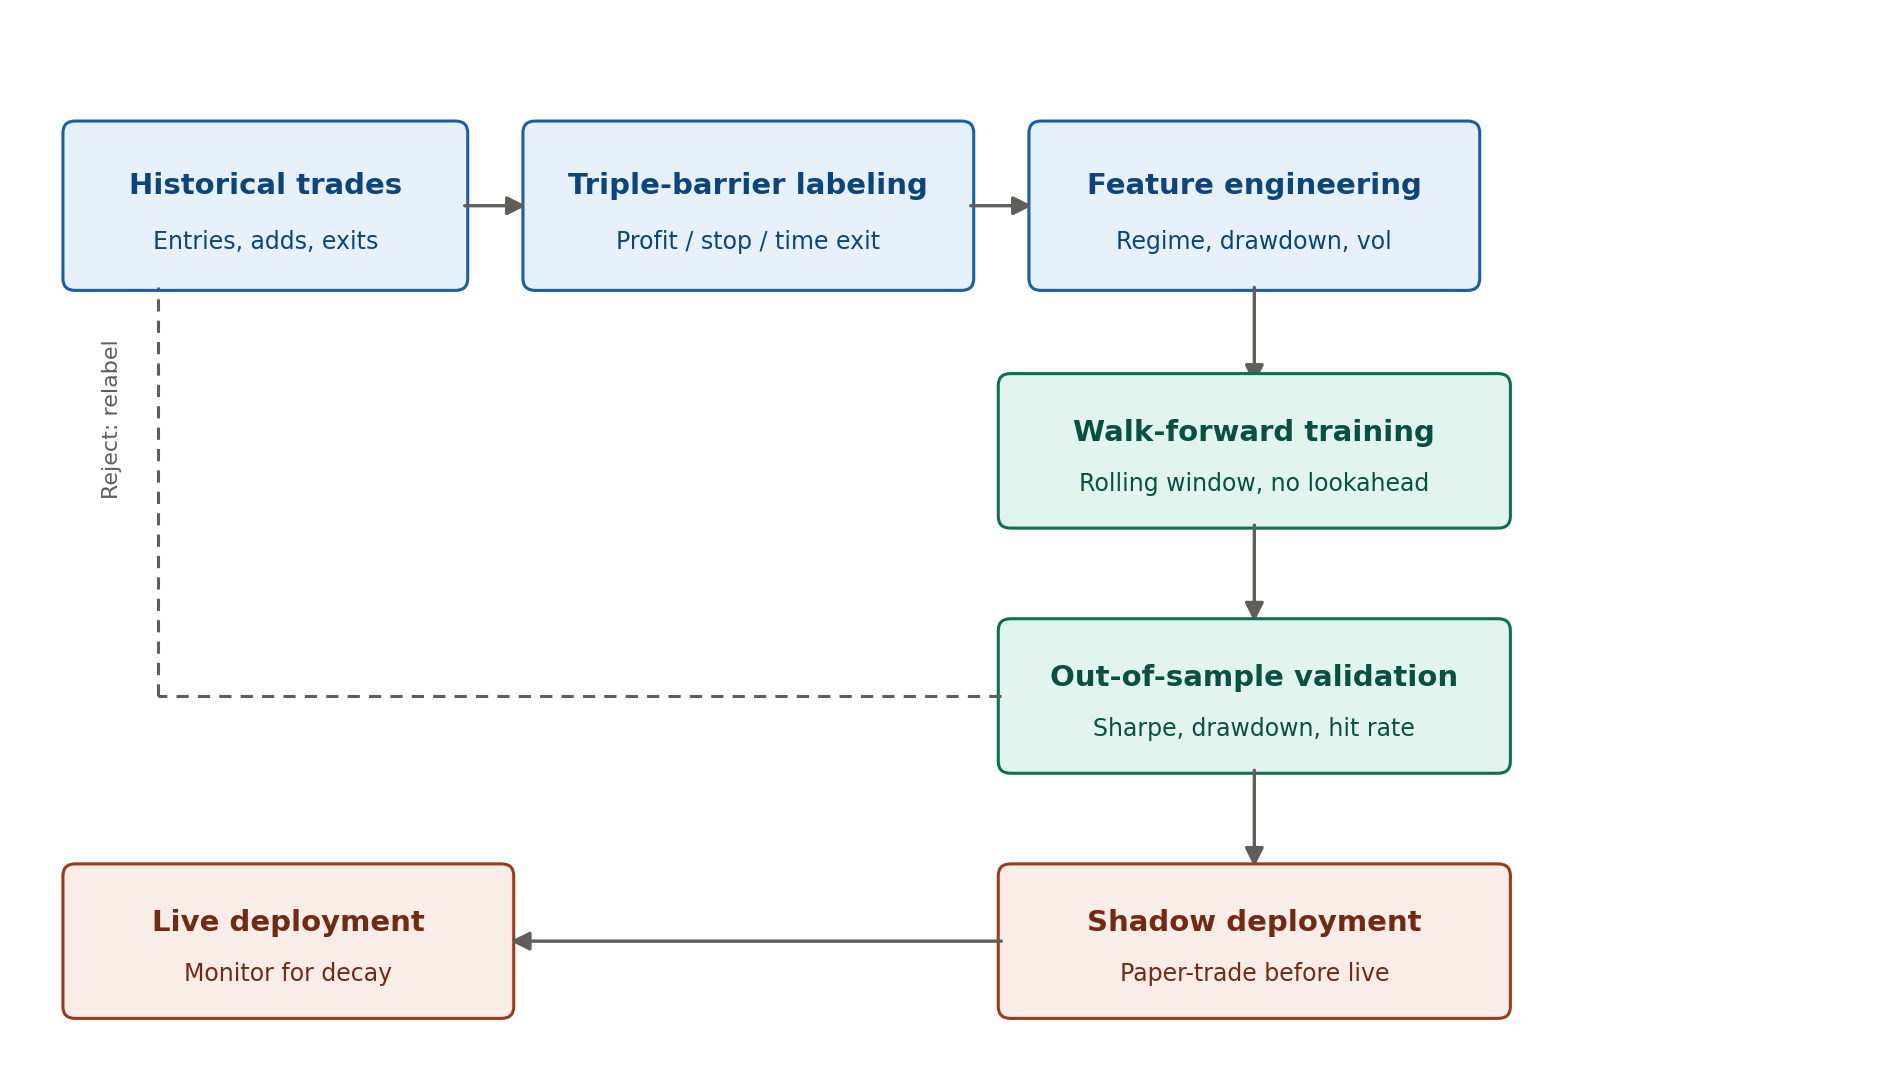 Historical trades
Entries, adds, exits
Triple-barrier labeling
Profit / stop / time exit
Feature engineering
Regime, drawdown, vol
Reject: relabel
Walk-forward training
Rolling window, no lookahead
Out-of-sample validation
Sharpe, drawdown, hit rate
Live deployment
Monitor for decay
Shadow deployment
Paper-trade before live